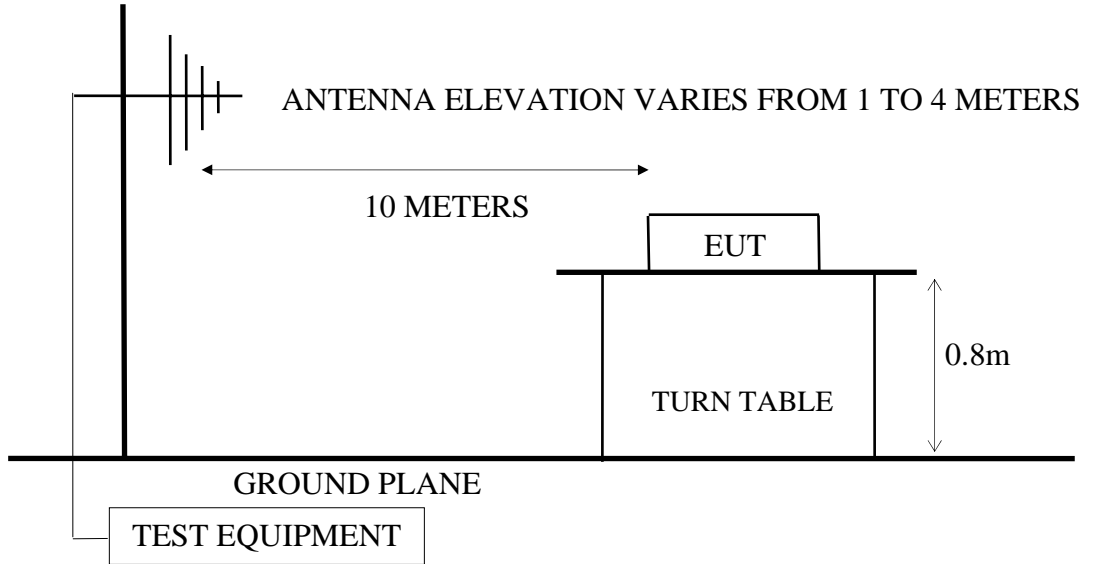 ANTENNA ELEVATION VARIES FROM 1 TO 4 METERS
10 METERS
EUT
0.8m
TURN TABLE
GROUND PLANE
TEST EQUIPMENT